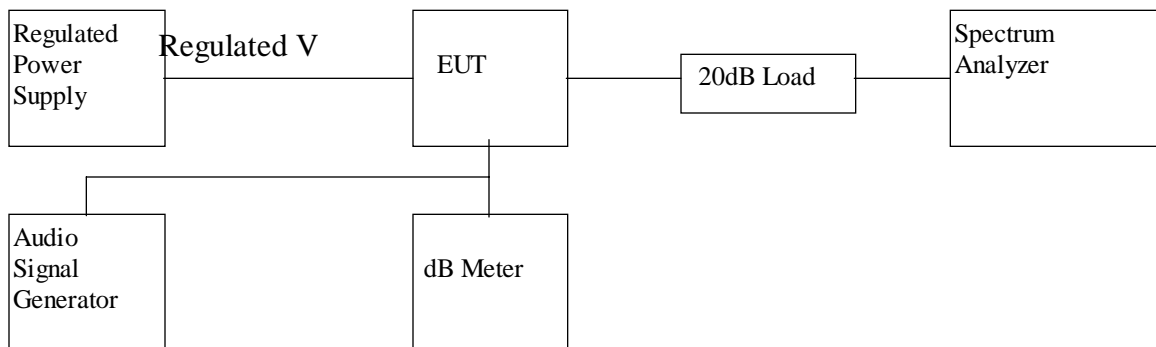 Regulated
Power
Supply
Regulated V
EUT
20dB Load
Spectrum
Analyzer
Audio
Signal
Generator
dB Meter